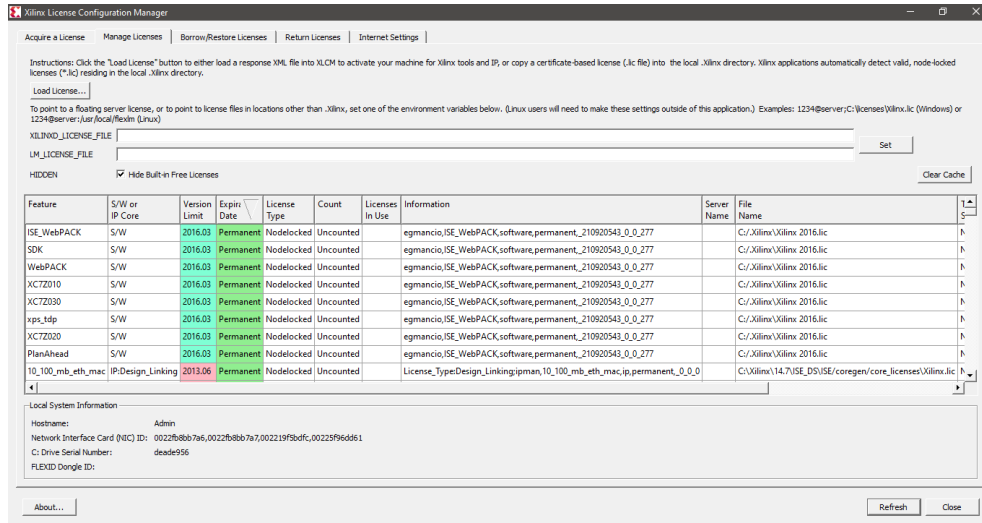 Xilinx License Configuration Manager
Acquire a License Manage Licenses Borrow/Restore Licenses Return Licenses Internet Settings
Instructions: Click the "Load License" button to either load a response XML file into XLCM to activate your machine for Xilinx tools and IP, or copy a certificate-based license (.lic file) into the local .Xilinx directory. Xilinx applications automatically detect valid, node-locked
licenses (*.lic) residing in the local .Xilinx directory.
Load License...
To point to a floating server license, or to point to license files in locations other than .Xilinx, set one of the environment variables below. (Linux users will need to make these settings outside of this application.) Examples: 1234@server;C:\licenses\Xilinx.lic (Windows) or
1234@server:/usr/local/flexlm (Linux)
XILINXD_LICENSE_FILE
Set
LM_LICENSE_FILE
HIDDEN Hide Built-in Free Licenses Clear Cache
Feature S/W or Version Expira License Count Licenses Information Server File T
IP Core Limit Date Type In Use Name Name S
ISE_WebPACK S/W 2016.03 Permanent Nodelocked Uncounted egmancio,ISE_WebPACK,software,permanent,_210920543_0_0_277 C:/.Xilinx\Xilinx 2016.lic N
SDK S/W 2016.03 Permanent Nodelocked Uncounted egmancio,ISE_WebPACK,software,permanent,_210920543_0_0_277 C:/.Xilinx\Xilinx 2016.lic N
WebPACK S/W 2016.03 Permanent Nodelocked Uncounted egmancio,ISE_WebPACK,software,permanent,_210920543_0_0_277 C:/.Xilinx\Xilinx 2016.lic N
XC7Z010 S/W 2016.03 Permanent Nodelocked Uncounted egmancio,ISE_WebPACK,software,permanent,_210920543_0_0_277 C:/.Xilinx\Xilinx 2016.lic N
XC7Z030 S/W 2016.03 Permanent Nodelocked Uncounted egmancio,ISE_WebPACK,software,permanent,_210920543_0_0_277 C:/.Xilinx\Xilinx 2016.lic N
xps_tdp S/W 2016.03 Permanent Nodelocked Uncounted egmancio,ISE_WebPACK,software,permanent,_210920543_0_0_277 C:/.Xilinx\Xilinx 2016.lic N
XC7Z020 S/W 2016.03 Permanent Nodelocked Uncounted egmancio,ISE_WebPACK,software,permanent,_210920543_0_0_277 C:/.Xilinx\Xilinx 2016.lic N
PlanAhead S/W 2016.03 Permanent Nodelocked Uncounted egmancio,ISE_WebPACK,software,permanent,_210920543_0_0_277 C:/.Xilinx\Xilinx 2016.lic N
10_100_mb_eth_mac IP:Design_Linking 2013.06 Permanent Nodelocked Uncounted License_Type:Design_Linking;ipman,10_100_mb_eth_mac,ip,permanent,_0_0_0 C:\Xilinx\14.7\ISE_DS\ISE/coregen/core_licenses\Xilinx.lic N
Local System Information
Hostname: Admin
Network Interface Card (NIC) ID: 0022fb8bb7a6,0022fb8bb7a7,002219f5bdfc,00225f96dd61
C: Drive Serial Number: deade956
FLEXID Dongle ID:
About... Refresh Close